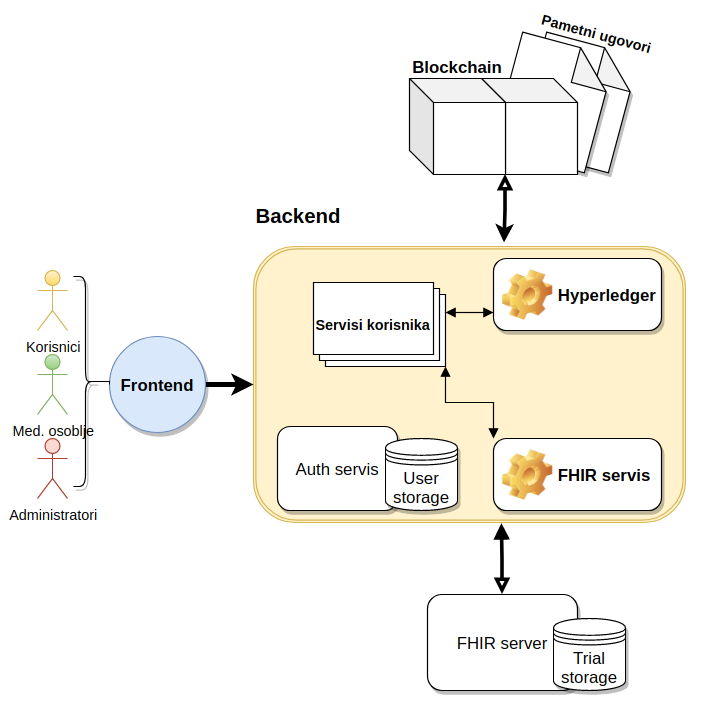 Pametni ugovori
Blockchain
Backend
Hyperledger
Servisi korisnika
Korisnici
Frontend
Med. osoblje
Auth servis
User
storage
FHIR servis
Administratori
FHIR server
Trial
storage